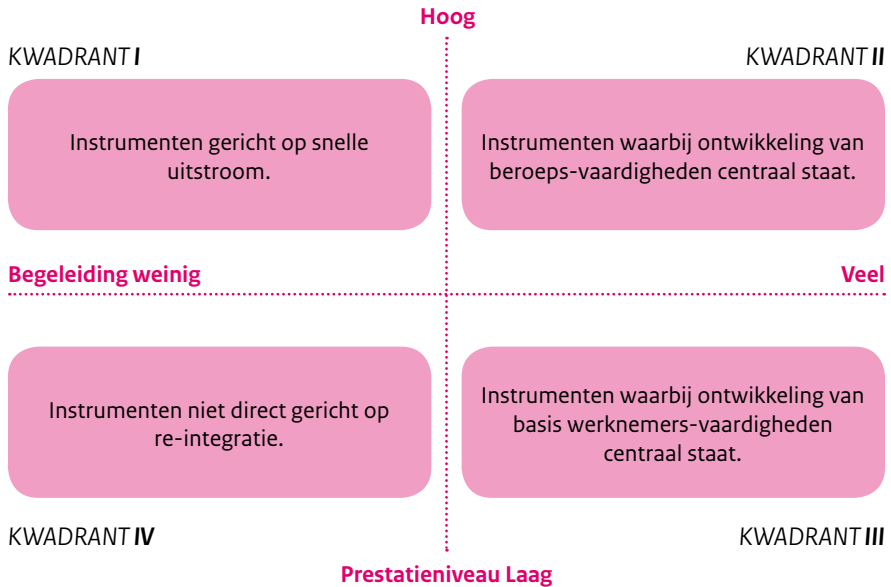 Hoog
KWADRANT I
KWADRANT II
Instrumenten gericht op snelle
uitstroom.
Instrumenten waarbij ontwikkeling van
beroeps-vaardigheden centraal staat.
Begeleiding weinig
Veel
Instrumenten niet direct gericht op
re-integratie.
Instrumenten waarbij ontwikkeling van
basis werknemers-vaardigheden
centraal staat.
KWADRANT IV
KWADRANT III
Prestatieniveau Laag